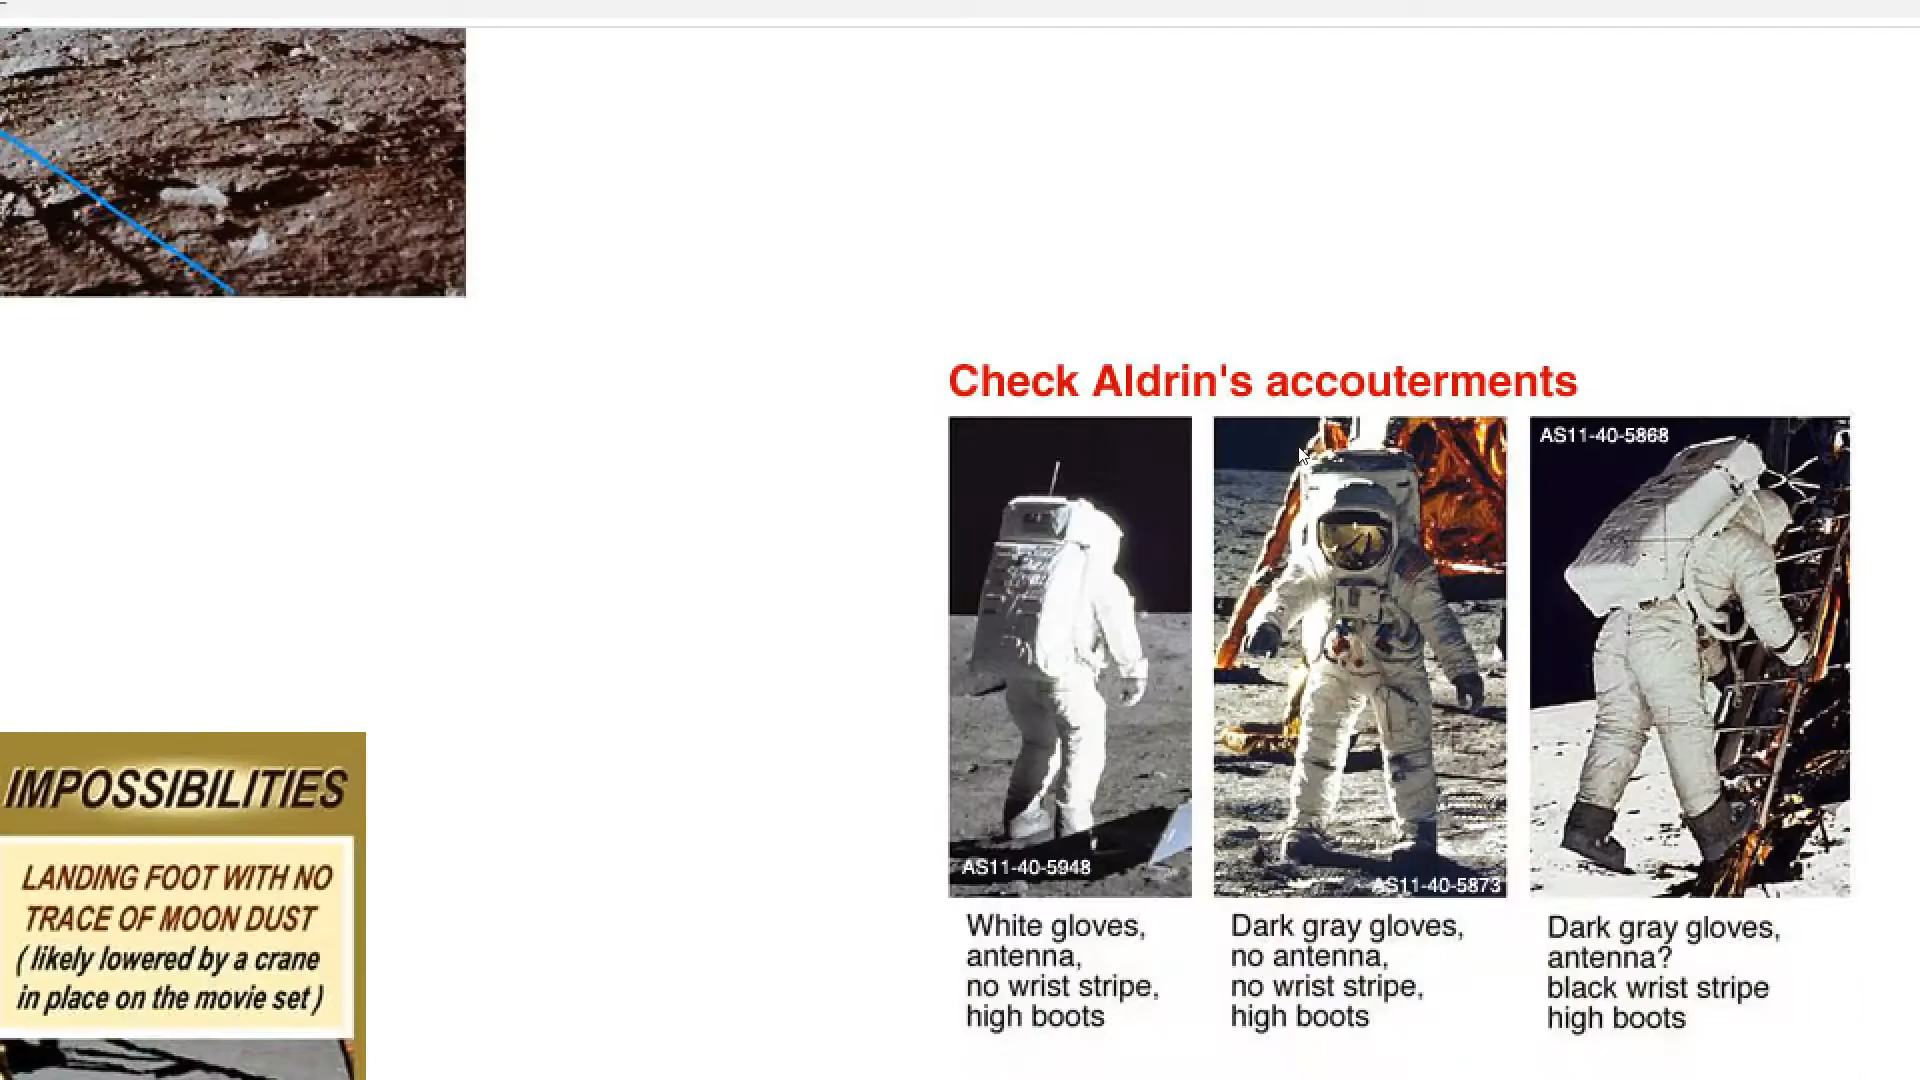 Check Aldrin's accouterments
AS11-40-5868
AS11-40-5948
AS11-40-5873
White gloves,
antenna,
no wrist stripe,
high boots
Dark gray gloves,
no antenna,
no wrist stripe,
high boots
Dark gray gloves,
antenna?
black wrist stripe
high boots
IMPOSSIBILITIES
LANDING FOOT WITH NO
TRACE OF MOON DUST
( likely lowered by a crane
in place on the movie set )